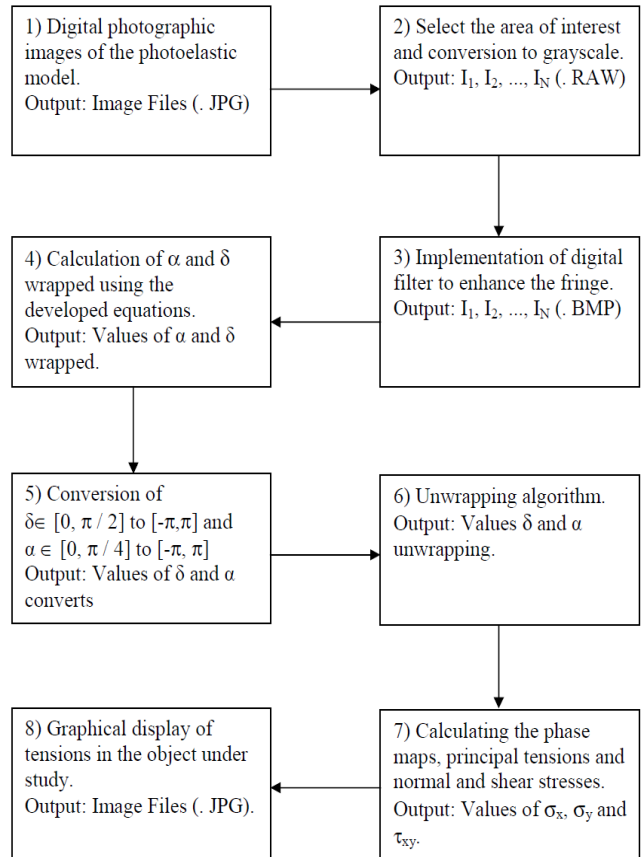 1) Digital photographic
images of the photoelastic
model.
Output: Image Files (. JPG)
2) Select the area of interest
and conversion to grayscale.
Output: I₁, I₂, ..., I_N (. RAW)
3) Implementation of digital
filter to enhance the fringe.
Output: I₁, I₂, ..., I_N (. BMP)
4) Calculation of α and δ
wrapped using the
developed equations.
Output: Values of α and δ
wrapped.
5) Conversion of
δ∈ [0, π / 2] to [-π,π] and
α ∈ [0, π / 4] to [-π, π]
Output: Values of δ and α
converts
6) Unwrapping algorithm.
Output: Values δ and α
unwrapping.
7) Calculating the phase
maps, principal tensions and
normal and shear stresses.
Output: Values of σₓ, σ_y and
τ_xy.
8) Graphical display of
tensions in the object under
study.
Output: Image Files (. JPG).